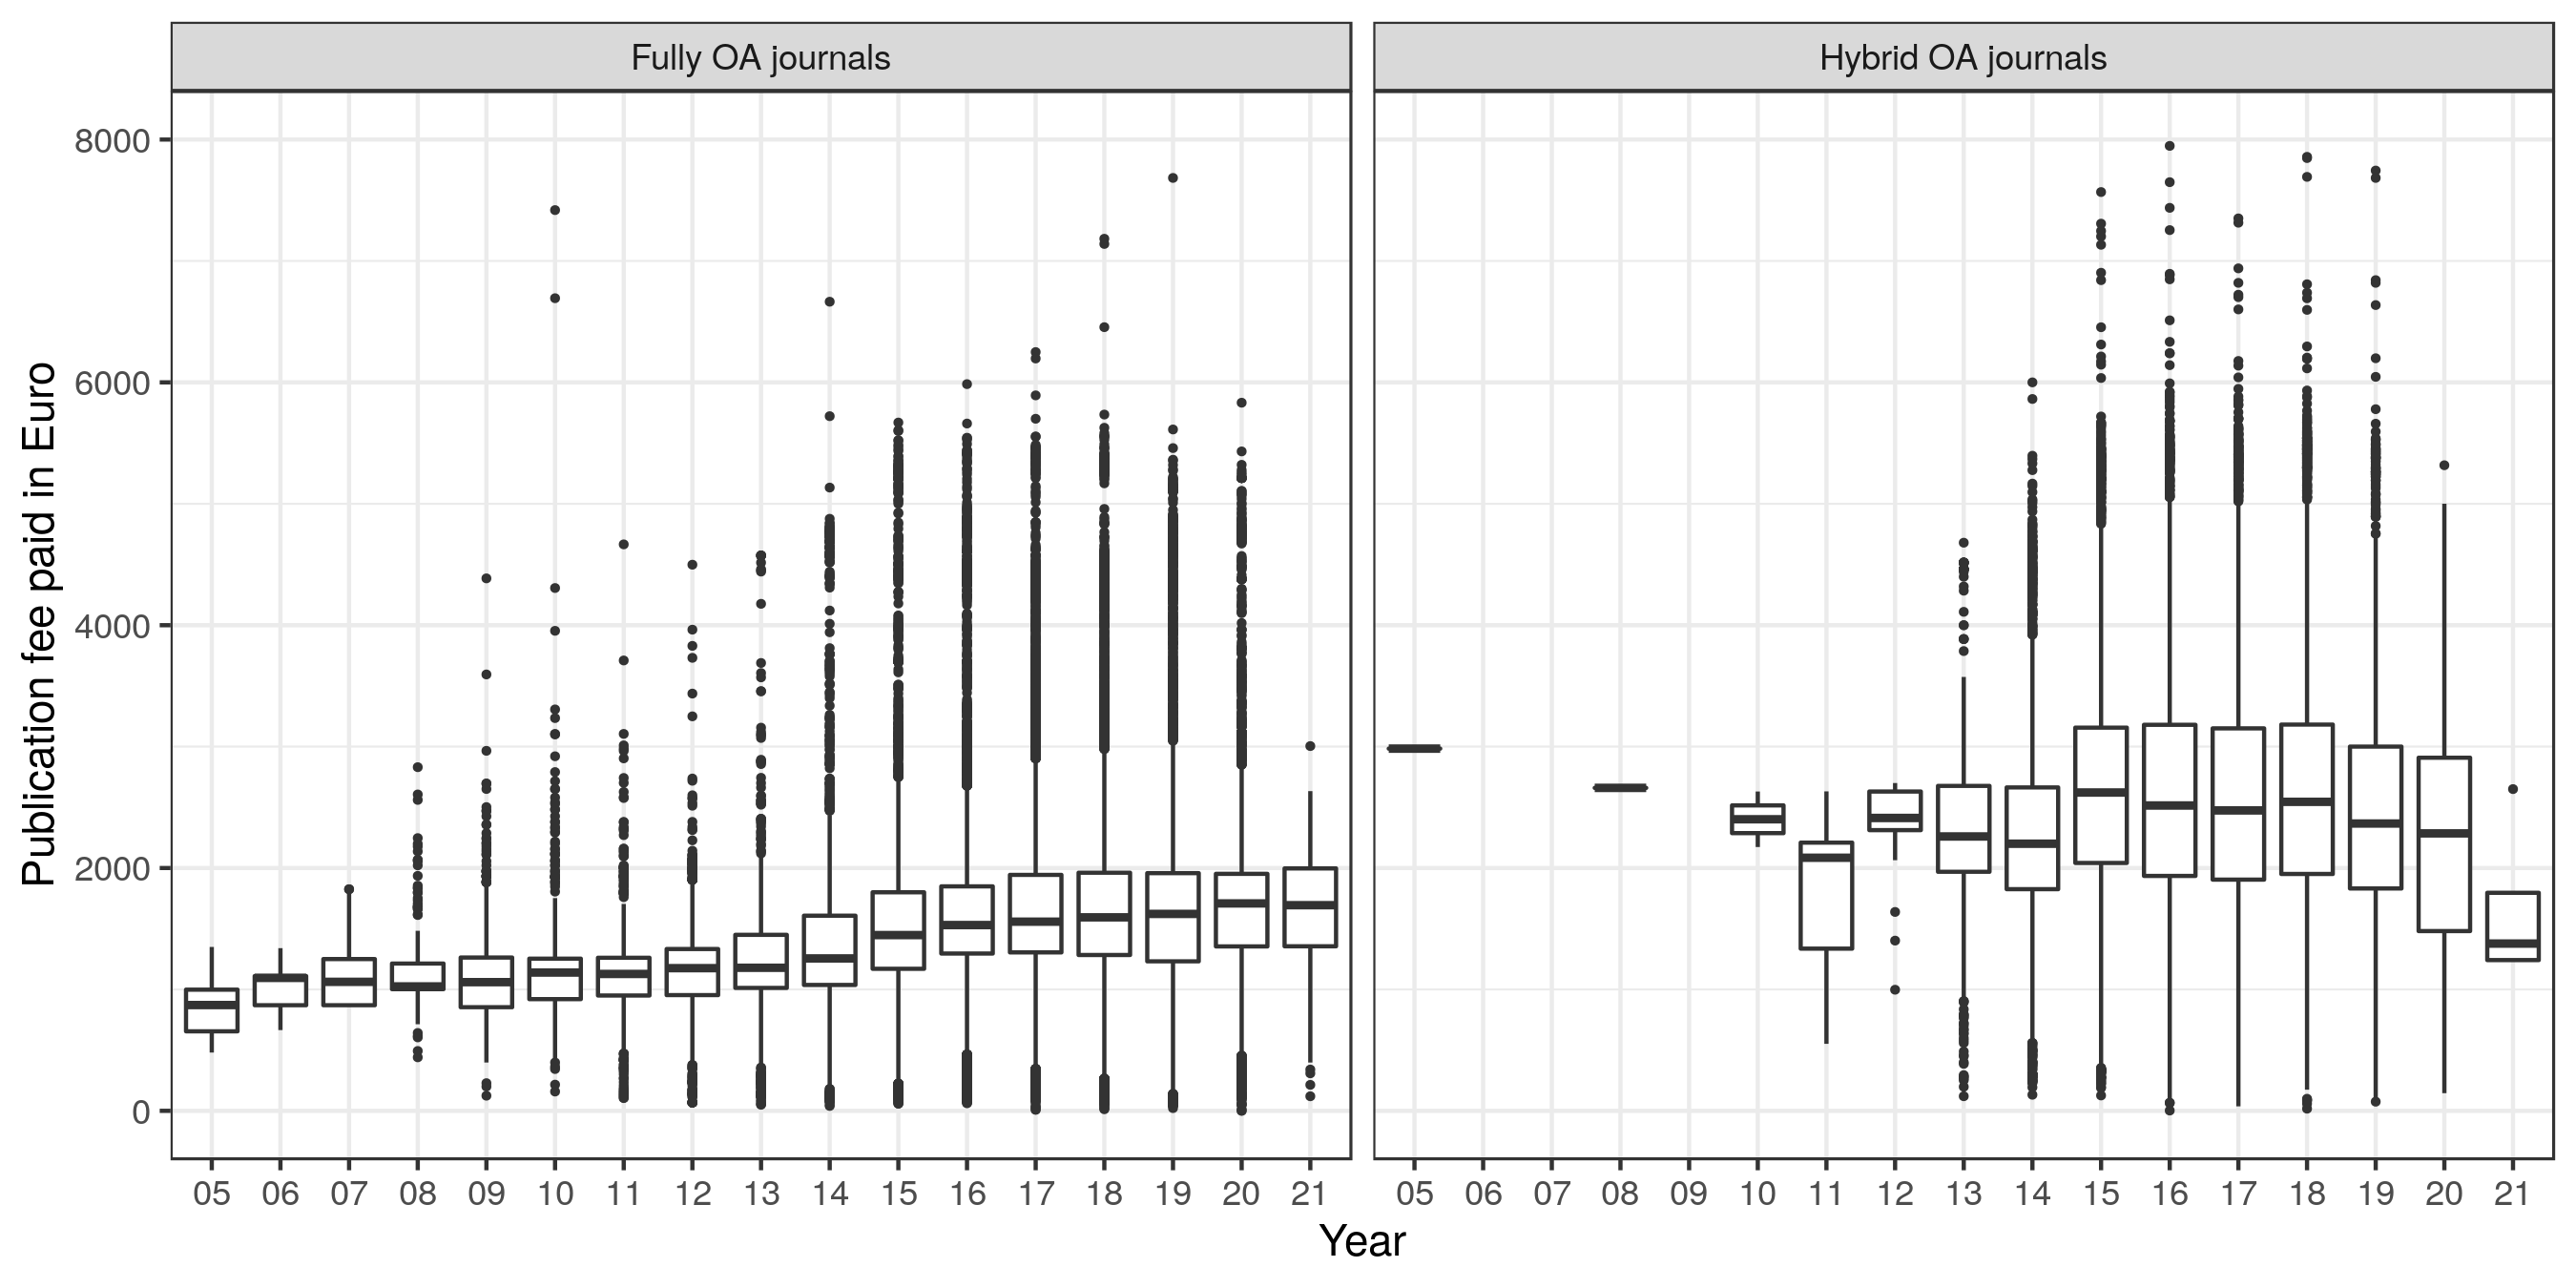 Fully OA journals
Hybrid OA journals
Publication fee paid in Euro
8000
6000
4000
2000
0
05 06 07 08 09 10 11 12 13 14 15 16 17 18 19 20 21
05 06 07 08 09 10 11 12 13 14 15 16 17 18 19 20 21
Year